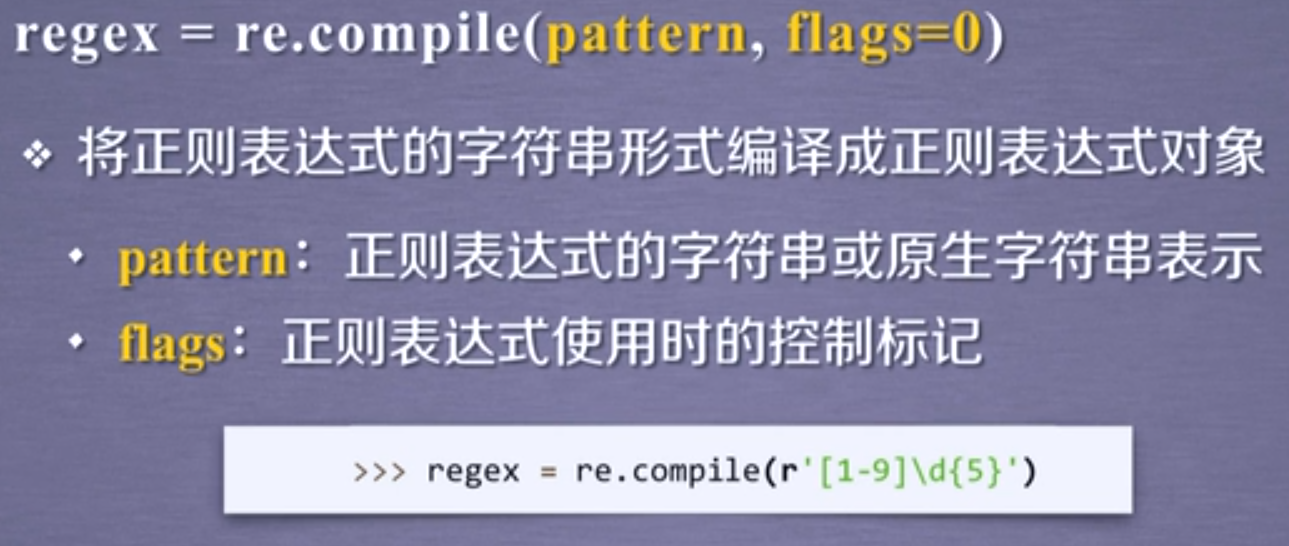 regex = re.compile(pattern, flags=0)
❖ 将正则表达式的字符串形式编译成正则表达式对象
• pattern：正则表达式的字符串或原生字符串表示
• flags：正则表达式使用时的控制标记
>>> regex = re.compile(r'[1-9]\d{5}')